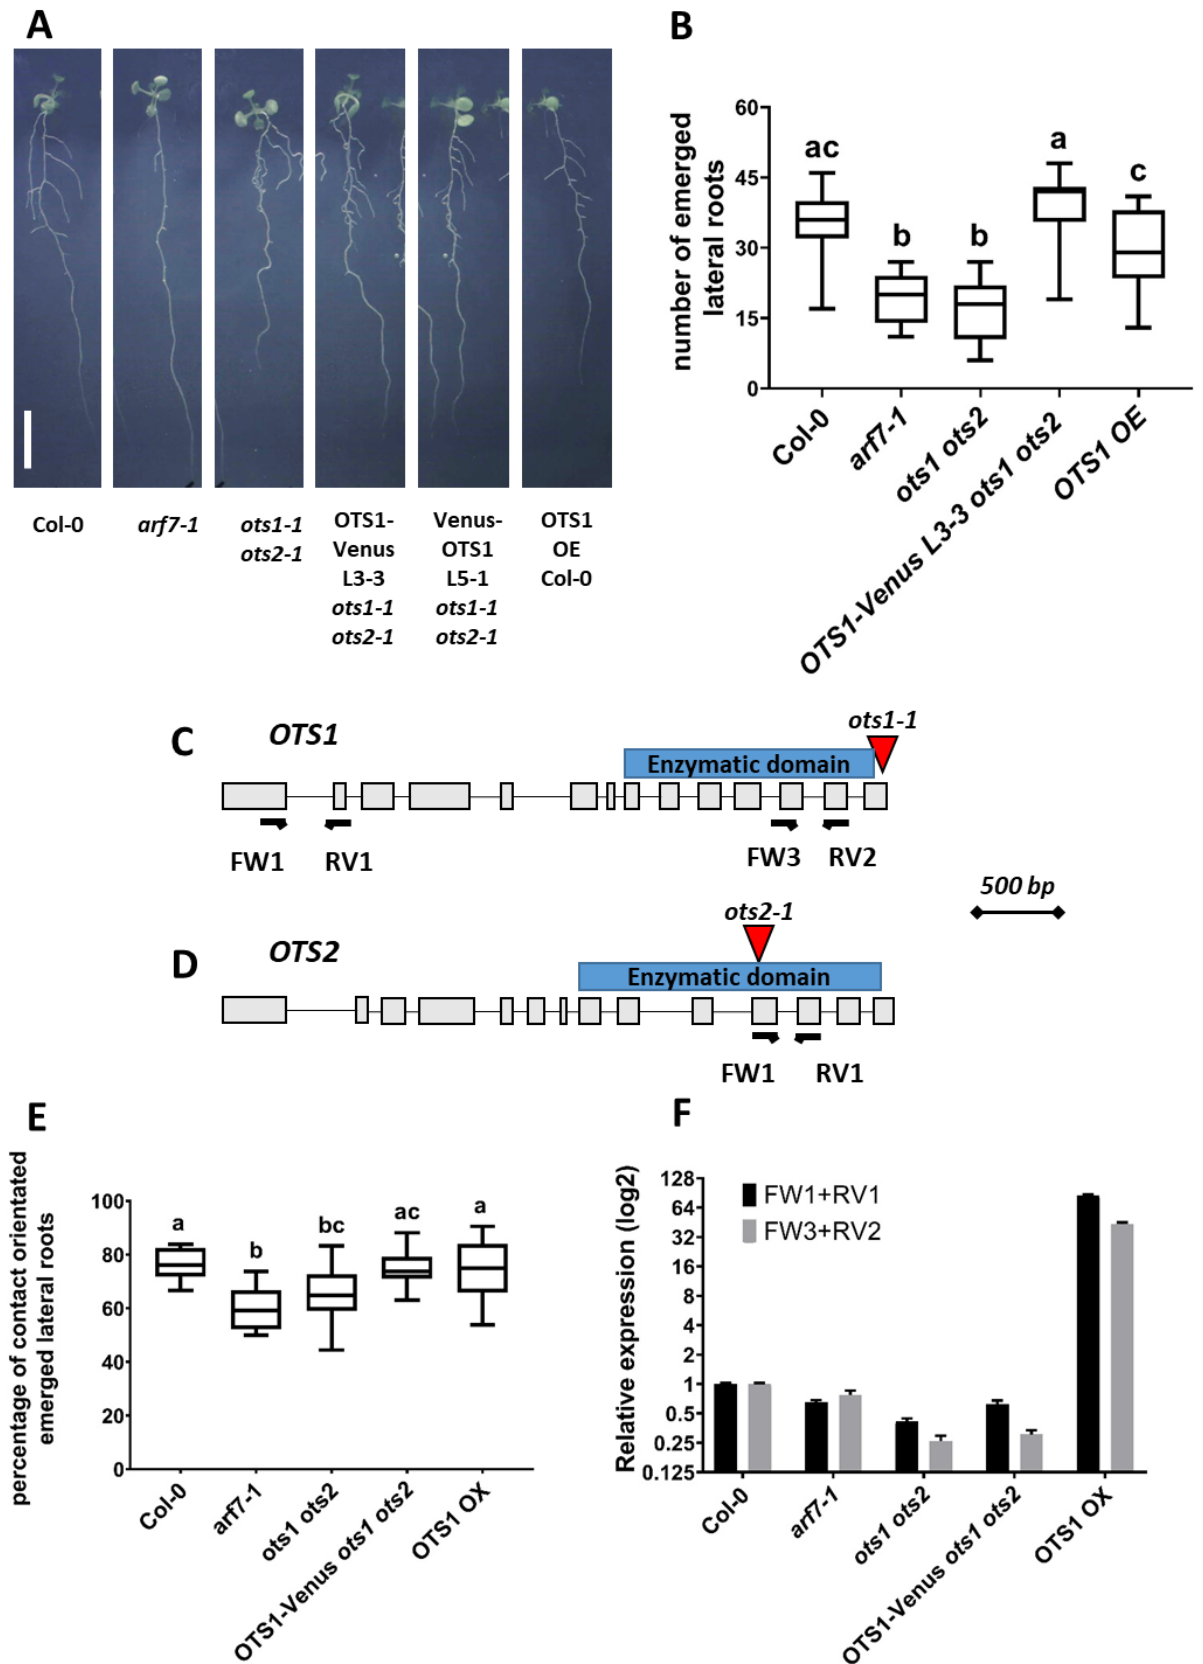 A
Col-0
arf7-1
ots1-1
ots2-1
OTS1-
Venus
L3-3
ots1-1
ots2-1
Venus-
OTS1
L5-1
ots1-1
ots2-1
OTS1
OE
Col-0
B
number of emerged
lateral roots
60
45
30
15
0
ac
b
b
a
c
Col-0
arf7-1
ots1 ots2
OTS1-Venus L3-3 ots1 ots2
OTS1 OE
C
OTS1
ots1-1
Enzymatic domain
FW1
RV1
FW3
RV2
500 bp
D
OTS2
ots2-1
Enzymatic domain
FW1
RV1
E
percentage of contact orientated
emerged lateral roots
100
80
60
40
20
0
a
b
bc
ac
a
Col-0
arf7-1
ots1 ots2
OTS1-Venus ots1 ots2
OTS1 OX
F
Relative expression (log2)
128
64
32
16
8
4
2
1
0.5
0.25
0.125
FW1+RV1
FW3+RV2
Col-0
arf7-1
ots1 ots2
OTS1-Venus ots1 ots2
OTS1 OX